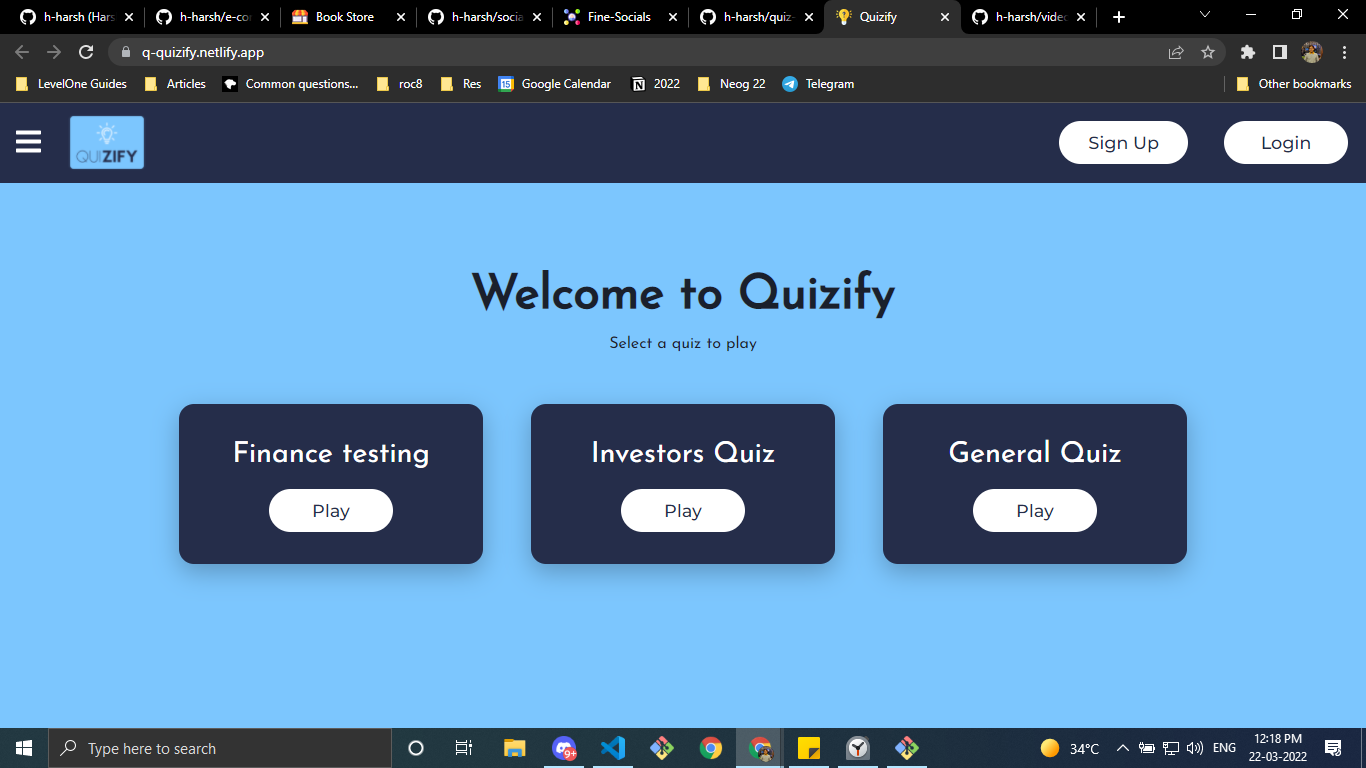 h-harsh (Hars
h-harsh/e-co
Book Store
h-harsh/socia
Fine-Socials
h-harsh/quiz-
Quizify
h-harsh/video
q-quizify.netlify.app
LevelOne Guides
Articles
Common questions...
roc8
Res
15
Google Calendar
2022
Neog 22
Telegram
Other bookmarks
QUIZIFY
Sign Up
Login
Welcome to Quizify
Select a quiz to play
Finance testing
Investors Quiz
General Quiz
Play
Play
Play
Type here to search
9+
34°C
ENG
12:18 PM
22-03-2022